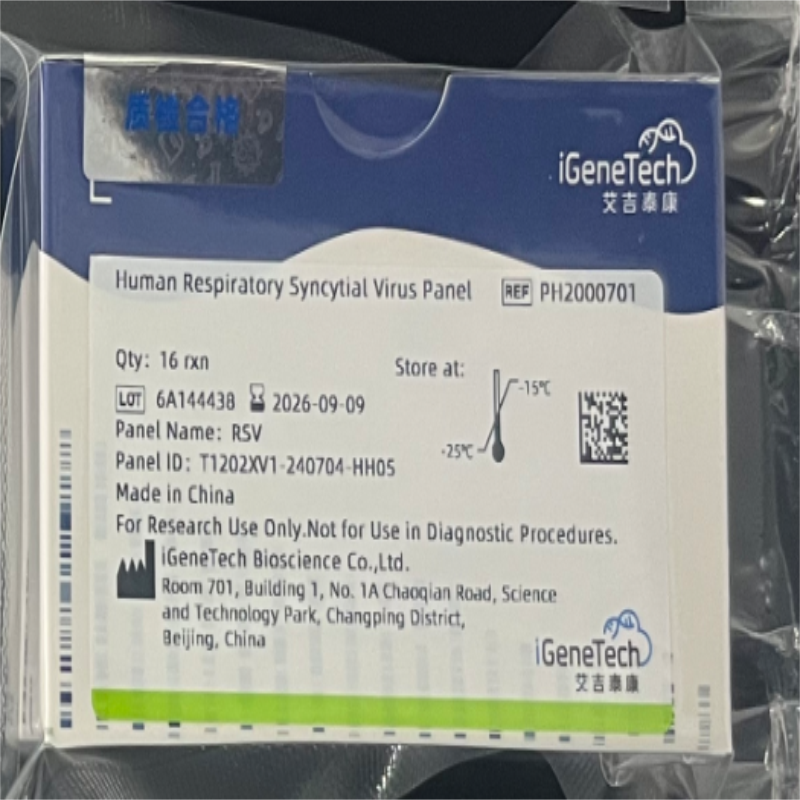 质检合格
iGeneTech
艾吉泰康
Human Respiratory Syncytial Virus Panel
REF PH2000701
Qty: 16 rxn
Store at:
-15℃
-25℃
LOT 6A144438 2026-09-09
Panel Name: RSV
Panel ID: T1202XV1-240704-HH05
Made in China
For Research Use Only.Not for Use in Diagnostic Procedures.
iGeneTech Bioscience Co.,Ltd.
Room 701, Building 1, No. 1A Chaoqian Road, Science
and Technology Park, Changping District,
Beijing, China
iGeneTech
艾吉泰康